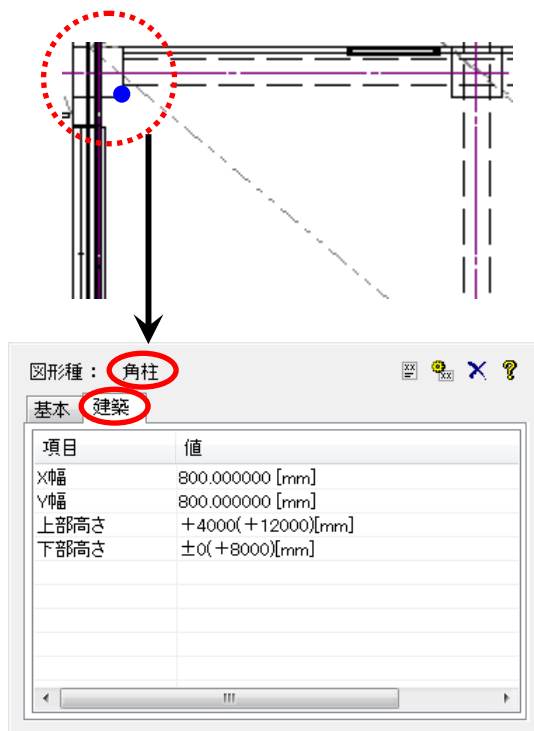 図形種： 角柱
基本 建築
項目 値
X幅 800.000000 [mm]
Y幅 800.000000 [mm]
上部高さ ＋4000(＋12000)[mm]
下部高さ ±0(＋8000)[mm]